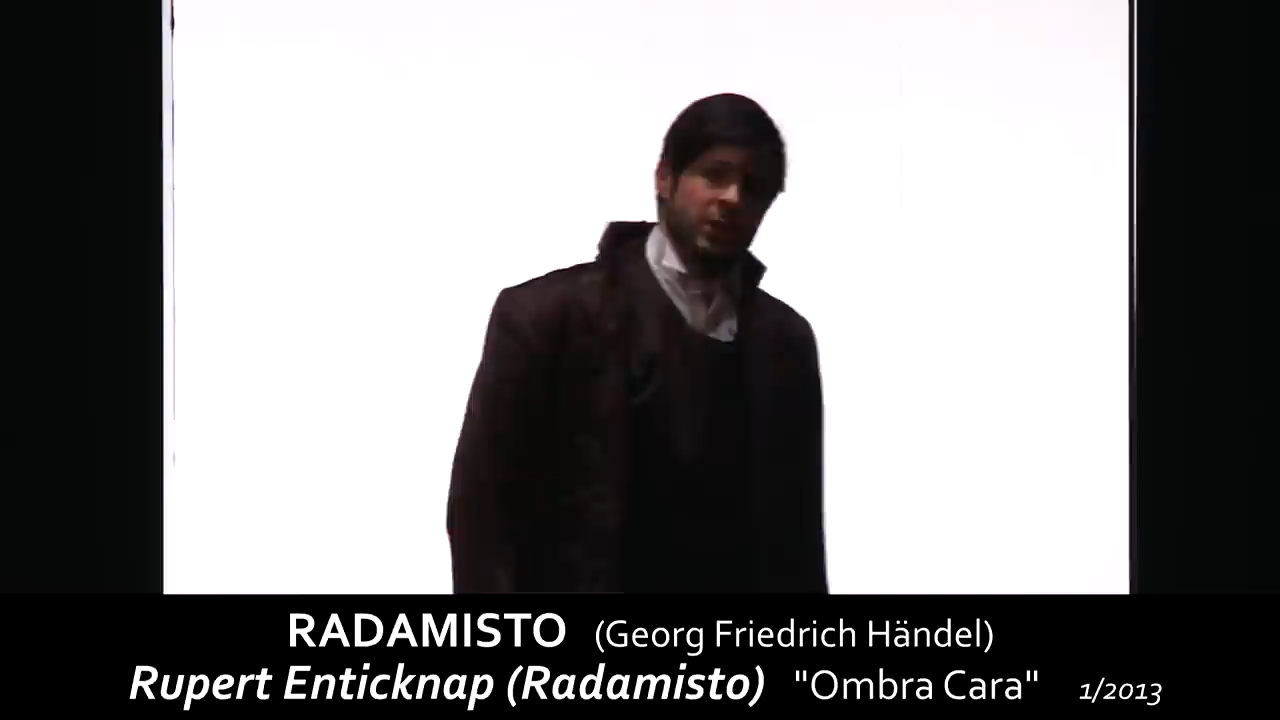 RADAMISTO (Georg Friedrich Händel)
Rupert Enticknap (Radamisto) "Ombra Cara" 1/2013